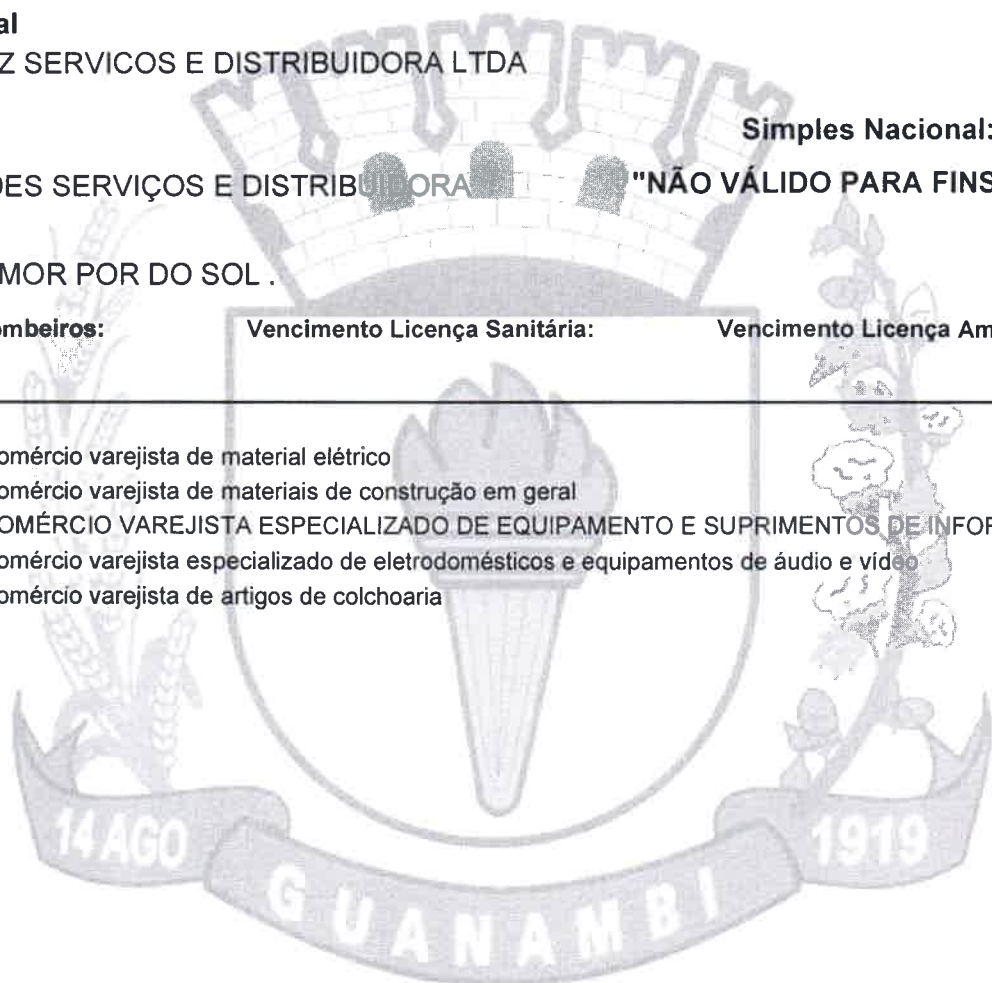 al
Z SERVICOS E DISTRIBUIDORA LTDA
Simples Nacional:
DES SERVIÇOS E DISTRIBUIDORA "NÃO VÁLIDO PARA FINS
MOR POR DO SOL .
ombeiros: Vencimento Licença Sanitária: Vencimento Licença Am
omércio varejista de material elétrico
omércio varejista de materiais de construção em geral
OMÉRCIO VAREJISTA ESPECIALIZADO DE EQUIPAMENTO E SUPRIMENTOS DE INFOR
omércio varejista especializado de eletrodomésticos e equipamentos de áudio e vídeo
omércio varejista de artigos de colchoaria
14 AGO 1919
GUANAMBI